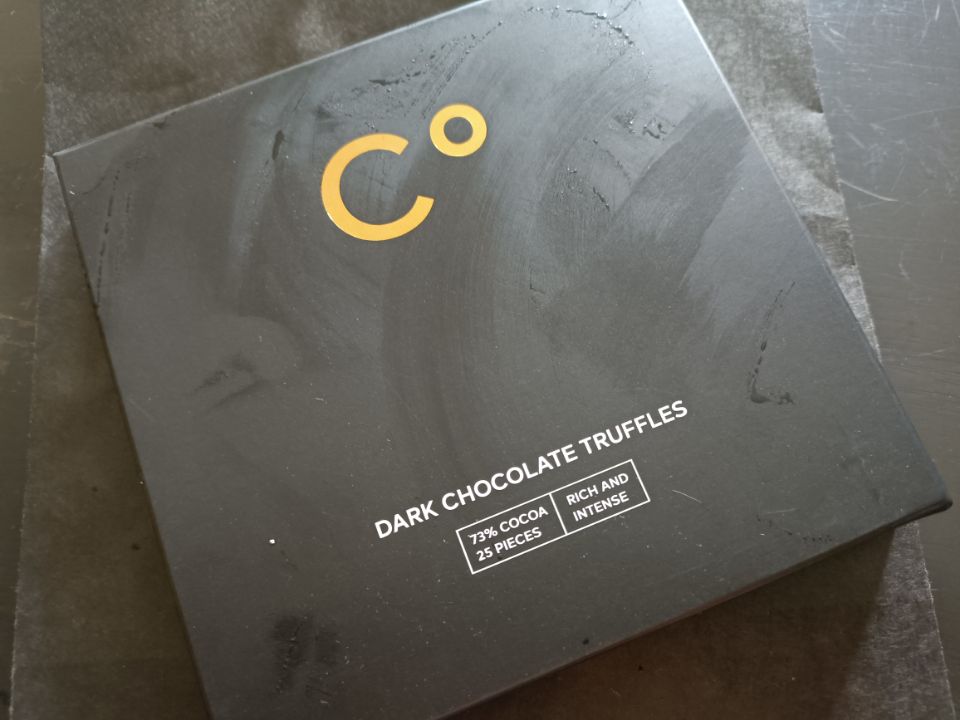 C°
DARK CHOCOLATE TRUFFLES
73% COCOA
25 PIECES
RICH AND
INTENSE